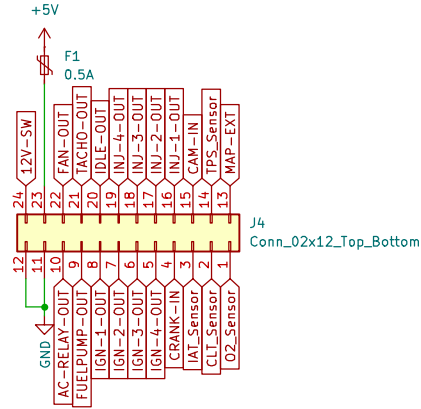 +5V
F1
0.5A
12V-SW
FAN-OUT
TACHO-OUT
IDLE-OUT
INJ-4-OUT
INJ-3-OUT
INJ-2-OUT
INJ-1-OUT
CAM-IN
TPS_Sensor
MAP-EXT
24
23
22
21
20
19
18
17
16
15
14
13
J4
Conn_02x12_Top_Bottom
12
11
10
9
8
7
6
5
4
3
2
1
GND
AC-RELAY-OUT
FUELPUMP-OUT
IGN-1-OUT
IGN-2-OUT
IGN-3-OUT
IGN-4-OUT
CRANK-IN
IAT_Sensor
CLT_Sensor
O2_Sensor